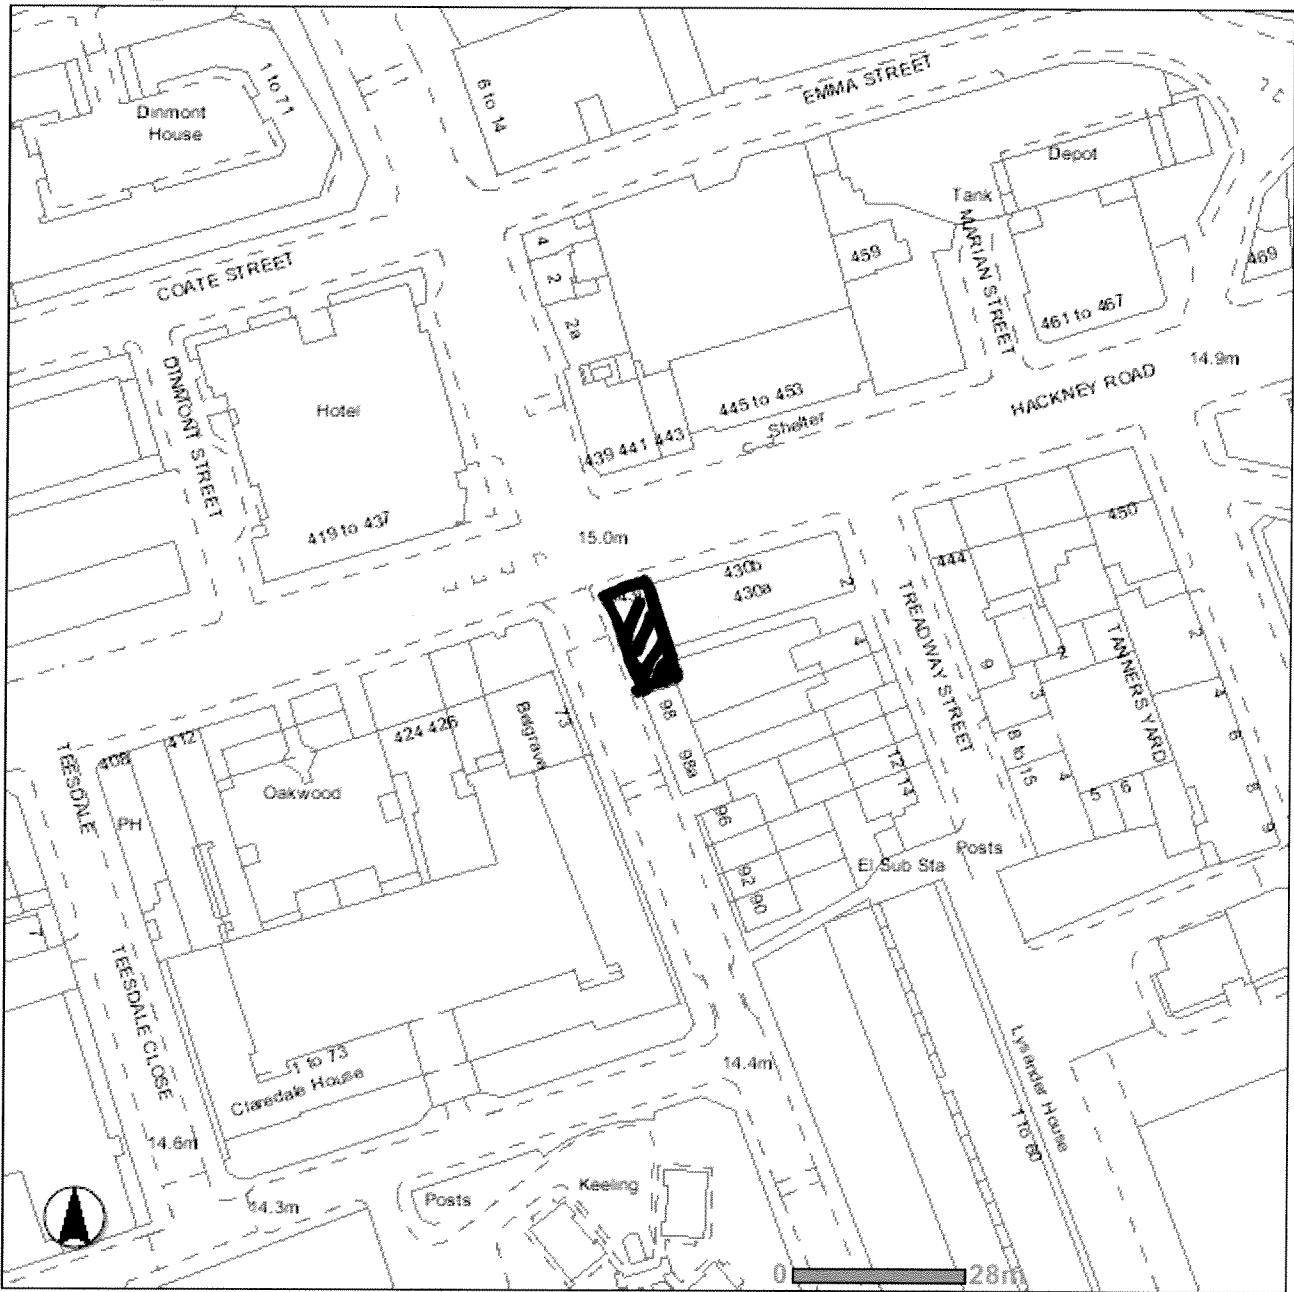 EMMA STREET
1 to 71
6 to 14
Dinmont
House
Depot
Tank
MARIAN STREET
4
2
2a
459
469
COATE STREET
461 to 467
14.9m
DINMONT STREET
Hotel
445 to 453
HACKNEY ROAD
Shelter
439 441 443
419 to 437
15.0m
450
444
430b
430a
2
TREADWAY STREET
TANNERS YARD
2
2
4
9
3
4
98
73
Belgrave
424 426
412
408
TEESDALE
98a
8 to 15
4
6
12 14
Oakwood
5 6
8
PH
96
9
Posts
El Sub Sta
92 90
7
TEESDALE CLOSE
1 to 73
Claredale House
14.4m
Lysander House
1 to 60
14.6m
Keeling
Posts
14.3m
0 28m